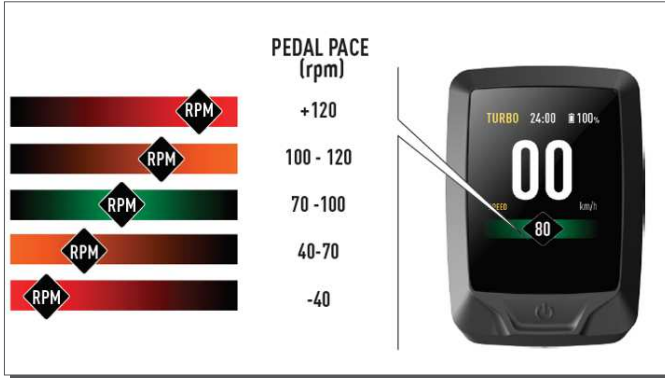 PEDAL PACE
(rpm)
RPM +120
RPM 100 - 120
RPM 70 -100
RPM 40-70
RPM -40
TURBO 24:00 100%
00
SPEED km/h
80